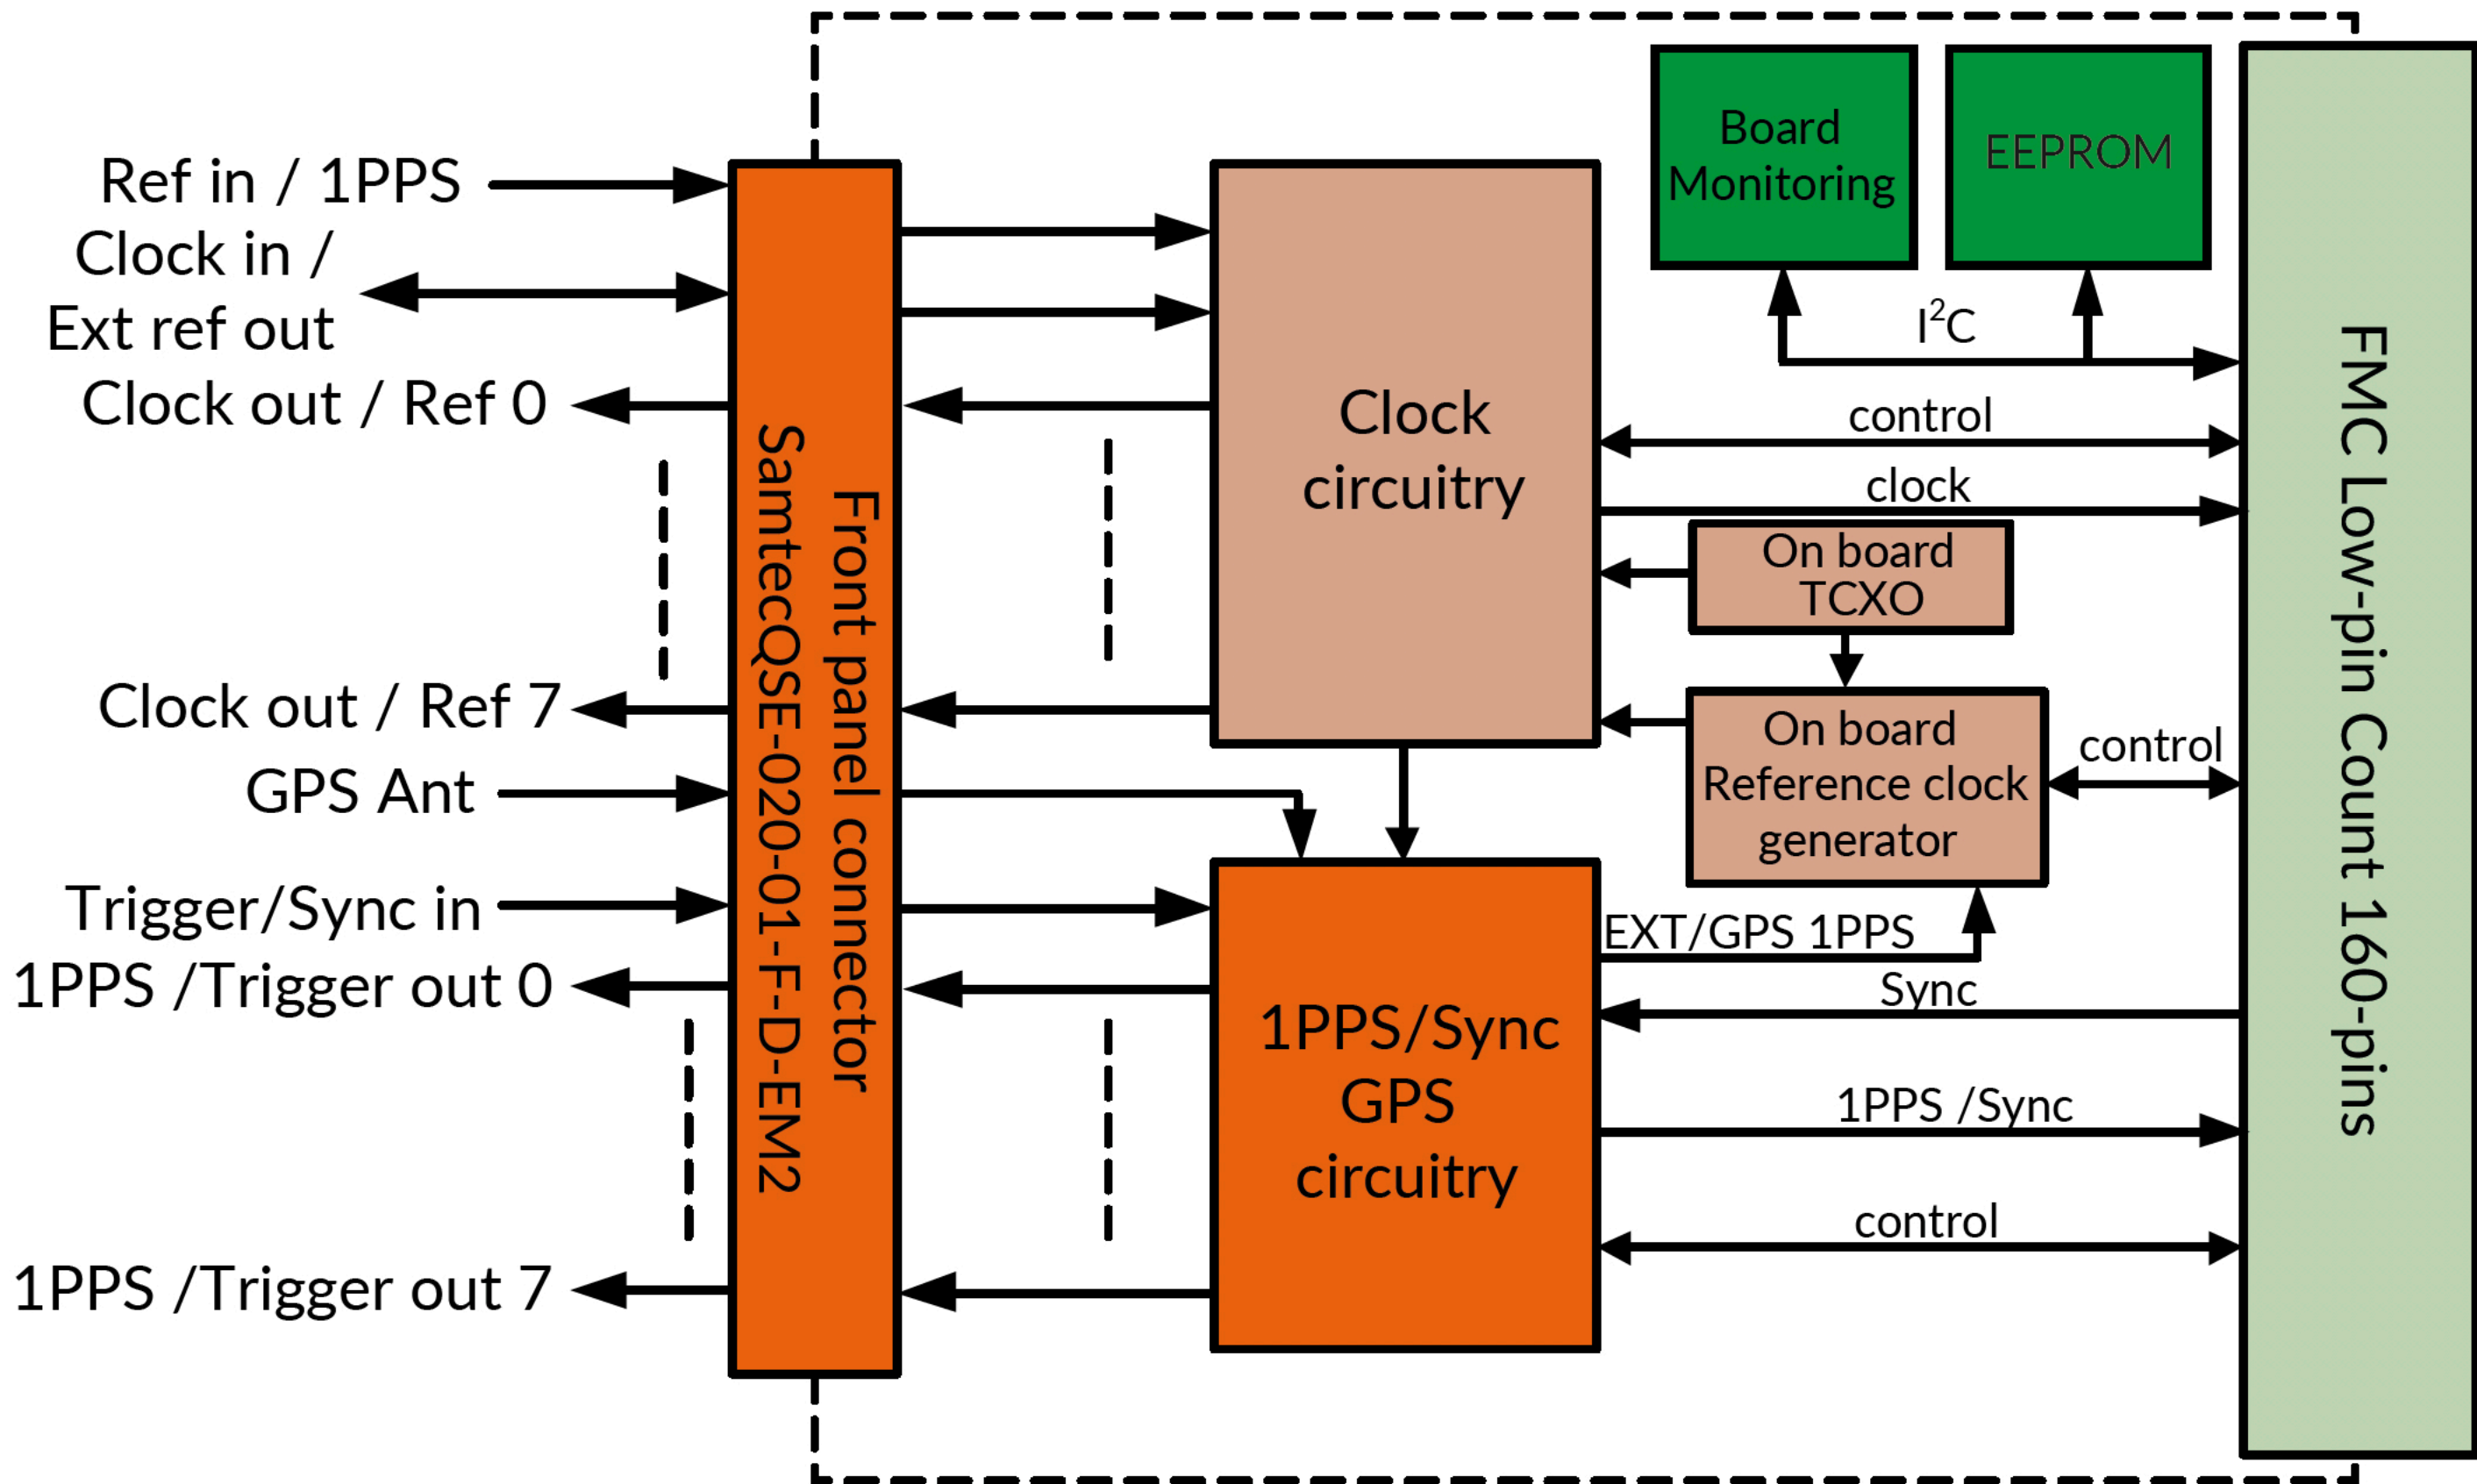 Ref in / 1PPS
Clock in /
Ext ref out
Clock out / Ref 0
Clock out / Ref 7
GPS Ant
Trigger/Sync in
1PPS /Trigger out 0
1PPS /Trigger out 7
Front panel connector
SamtecQSE-020-01-F-D-EM2
Clock
circuitry
1PPS/Sync
GPS
circuitry
Board
Monitoring
EEPROM
I²C
control
clock
On board
TCXO
On board
Reference clock
generator
control
EXT/GPS 1PPS
Sync
1PPS /Sync
control
FMC Low-pin Count 160-pins